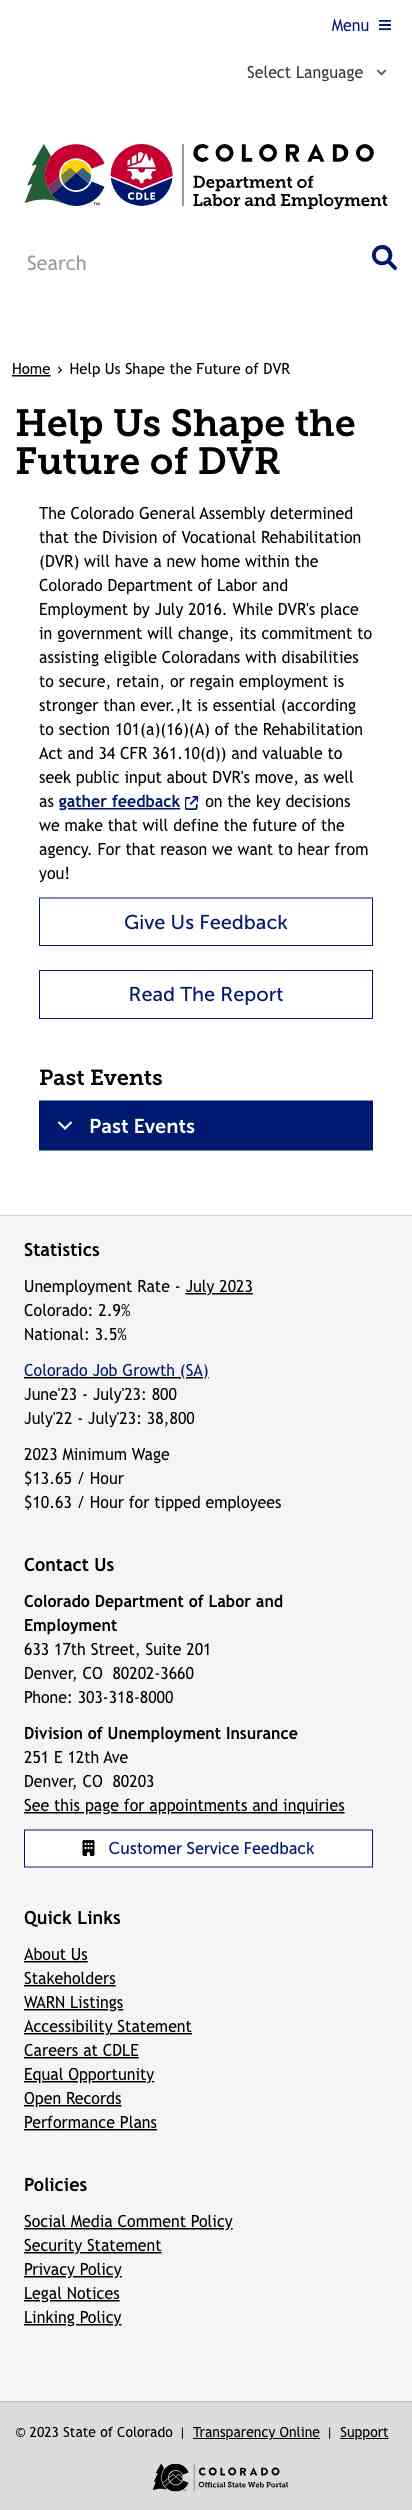 Menu
Select Language
CDLE
TM
COLORADO
Department of
Labor and Employment
Search
Home › Help Us Shape the Future of DVR
Help Us Shape the
Future of DVR
The Colorado General Assembly determined
that the Division of Vocational Rehabilitation
(DVR) will have a new home within the
Colorado Department of Labor and
Employment by July 2016. While DVR's place
in government will change, its commitment to
assisting eligible Coloradans with disabilities
to secure, retain, or regain employment is
stronger than ever.,It is essential (according
to section 101(a)(16)(A) of the Rehabilitation
Act and 34 CFR 361.10(d)) and valuable to
seek public input about DVR's move, as well
as gather feedback on the key decisions
we make that will define the future of the
agency. For that reason we want to hear from
you!
Give Us Feedback
Read The Report
Past Events
Past Events
Statistics
Unemployment Rate - July 2023
Colorado: 2.9%
National: 3.5%
Colorado Job Growth (SA)
June'23 - July'23: 800
July'22 - July'23: 38,800
2023 Minimum Wage
$13.65 / Hour
$10.63 / Hour for tipped employees
Contact Us
Colorado Department of Labor and
Employment
633 17th Street, Suite 201
Denver, CO  80202-3660
Phone: 303-318-8000
Division of Unemployment Insurance
251 E 12th Ave
Denver, CO  80203
See this page for appointments and inquiries
Customer Service Feedback
Quick Links
About Us
Stakeholders
WARN Listings
Accessibility Statement
Careers at CDLE
Equal Opportunity
Open Records
Performance Plans
Policies
Social Media Comment Policy
Security Statement
Privacy Policy
Legal Notices
Linking Policy
© 2023 State of Colorado | Transparency Online | Support
COLORADO
Official State Web Portal